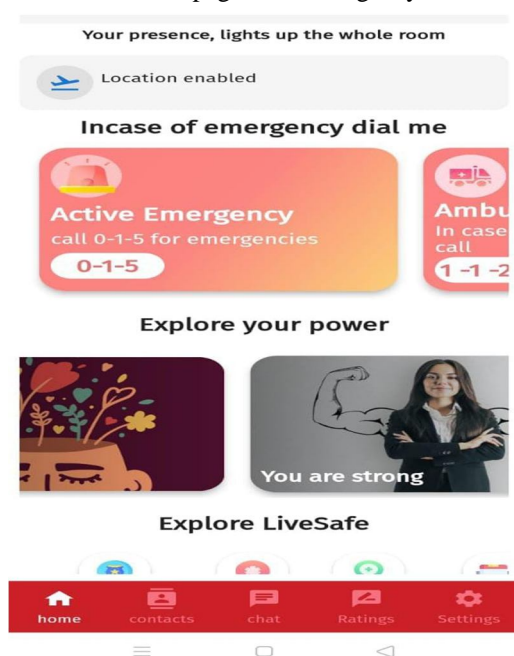 Your presence, lights up the whole room
Location enabled
Incase of emergency dial me
Active Emergency
call 0-1-5 for emergencies
0-1-5
Ambu
In case
call
1 -1 -2
Explore your power
You are strong
Explore LiveSafe
home
contacts
chat
Ratings
Settings